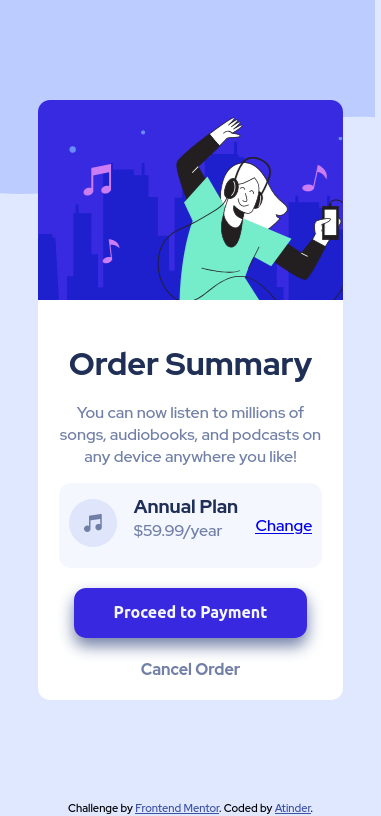 Order Summary
You can now listen to millions of
songs, audiobooks, and podcasts on
any device anywhere you like!
Annual Plan
$59.99/year
Change
Proceed to Payment
Cancel Order
Challenge by Frontend Mentor. Coded by Atinder.